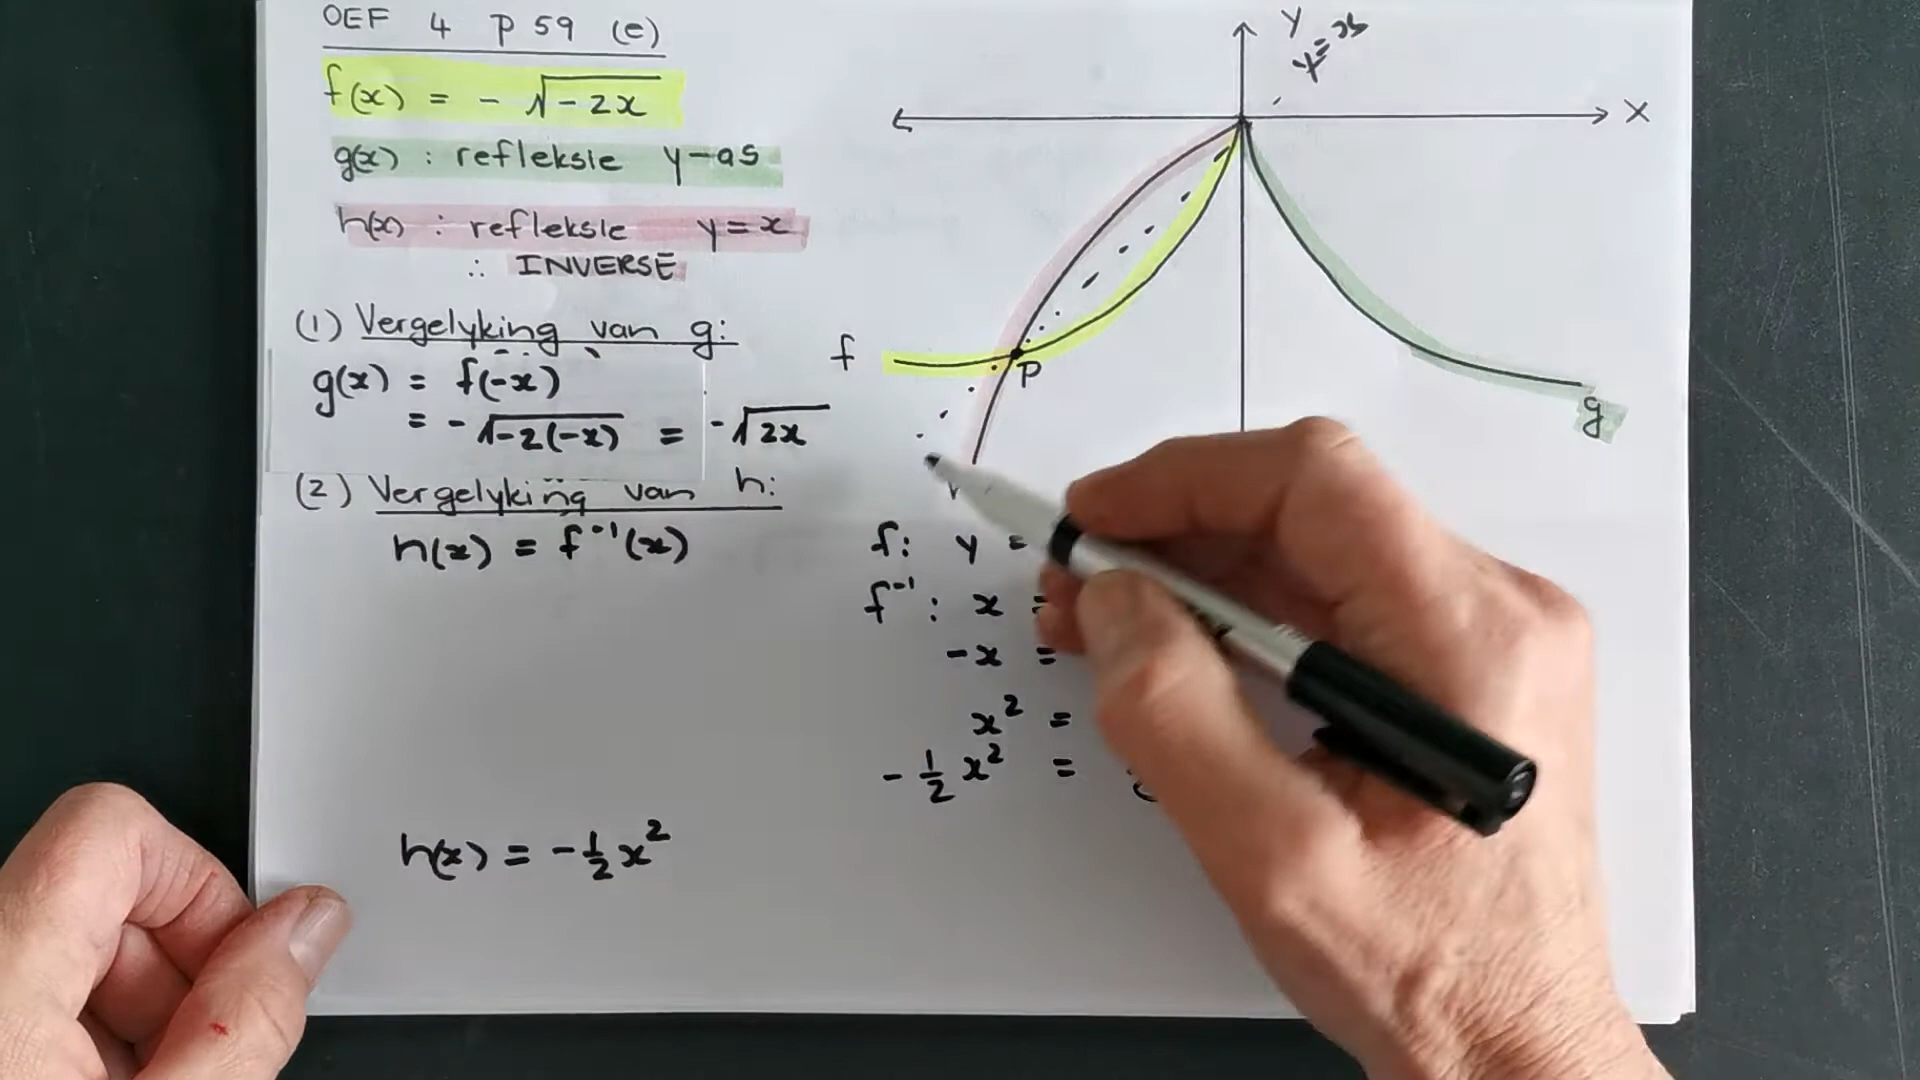 OEF 4 p 59 (e)
f(x) = - √-2x
g(x) : refleksie y-as
h(x) : refleksie y=x
∴ INVERSE
(1) Vergelyking van g:
g(x) = f(-x)
= -√-2(-x) = -√2x
(2) Vergelyking van h:
h(x) = f⁻¹(x)
h(x) = -½x²
y
x
f
P
g
f: y =
f⁻¹: x =
-x =
x² =
-½x² =